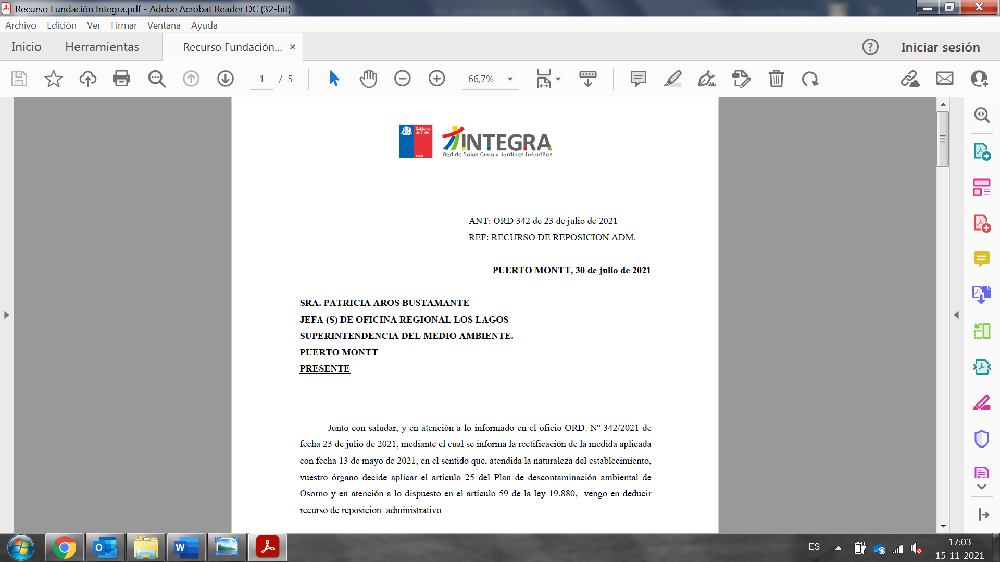 Recurso Fundación Integra.pdf - Adobe Acrobat Reader DC (32-bit)
Archivo Edición Ver Firmar Ventana Ayuda
Inicio Herramientas Recurso Fundación... × Iniciar sesión
1 / 5 66,7%
Gobierno de Chile
gob.cl
INTEGRA
Red de Salas Cuna y Jardines Infantiles
ANT: ORD 342 de 23 de julio de 2021
REF: RECURSO DE REPOSICION ADM.
PUERTO MONTT, 30 de julio de 2021
SRA. PATRICIA AROS BUSTAMANTE
JEFA (S) DE OFICINA REGIONAL LOS LAGOS
SUPERINTENDENCIA DEL MEDIO AMBIENTE.
PUERTO MONTT
PRESENTE
Junto con saludar, y en atención a lo informado en el oficio ORD. Nº 342/2021 de
fecha 23 de julio de 2021, mediante el cual se informa la rectificación de la medida aplicada
con fecha 13 de mayo de 2021, en el sentido que, atendida la naturaleza del establecimiento,
vuestro órgano decide aplicar el artículo 25 del Plan de descontaminación ambiental de
Osorno y en atención a lo dispuesto en el artículo 59 de la ley 19.880, vengo en deducir
recurso de reposicion administrativo
ES 17:03
15-11-2021